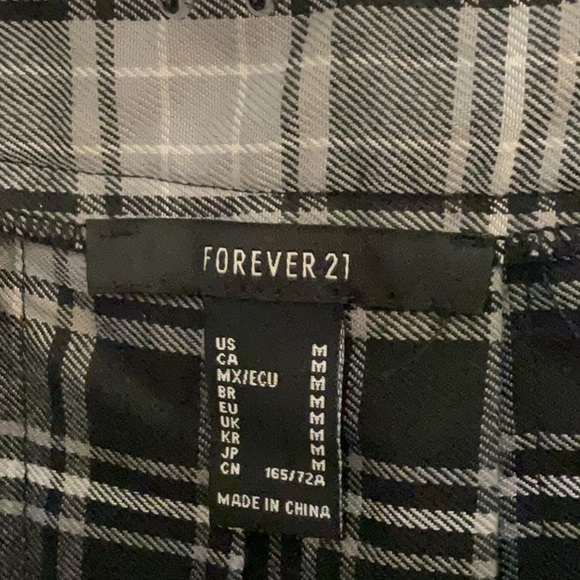 FOREVER 21
US M
CA M
MX/ECU M
BR M
EU M
UK M
KR M
JP M
CN 165/72A
MADE IN CHINA